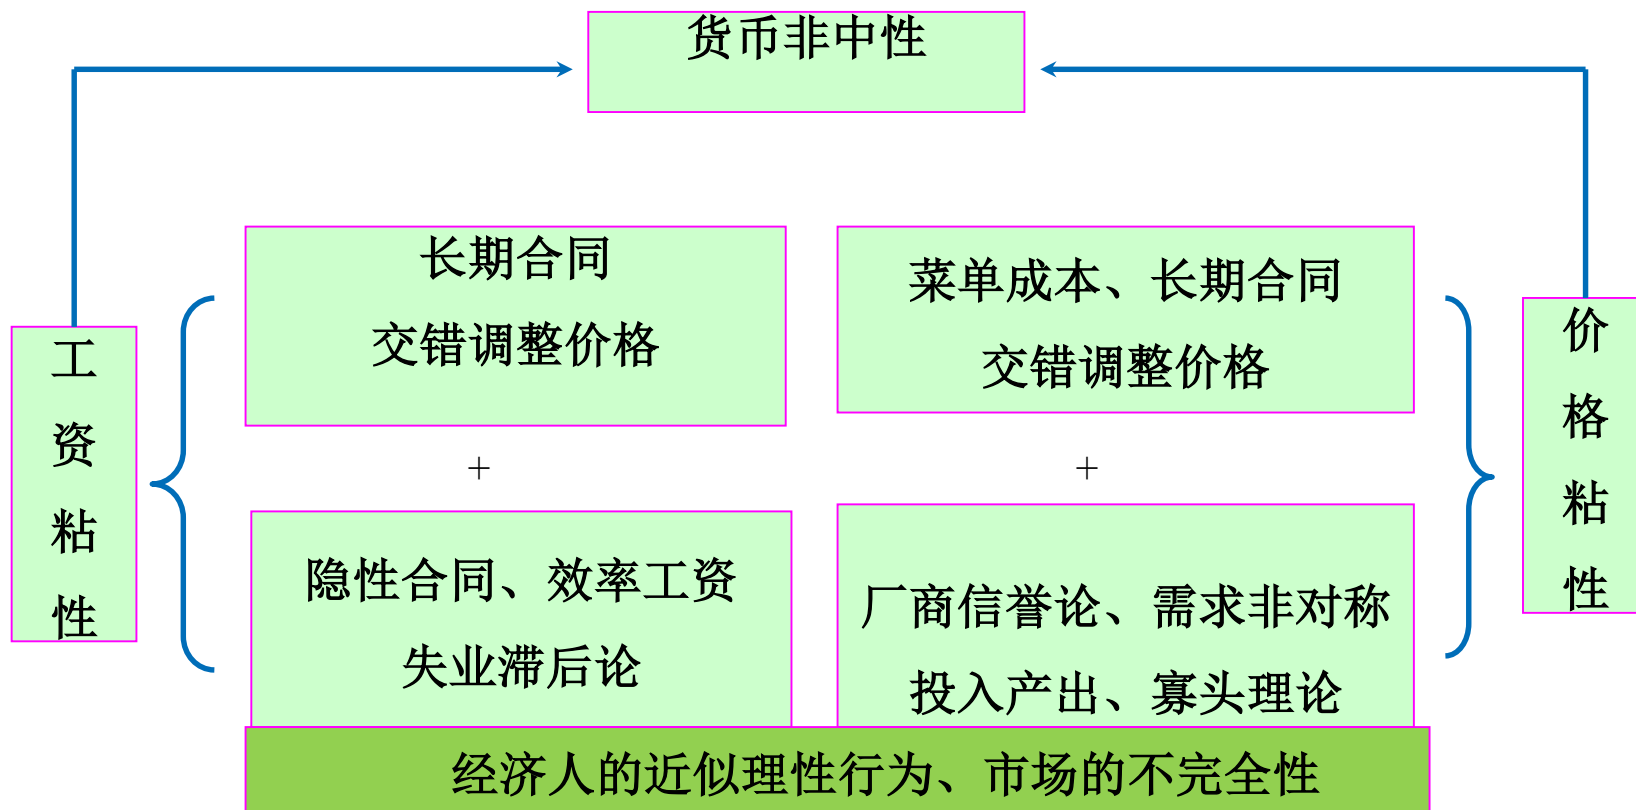 货币非中性
长期合同
交错调整价格
菜单成本、长期合同
交错调整价格
工
资
粘
性
价
格
粘
性
+
+
隐性合同、效率工资
失业滞后论
厂商信誉论、需求非对称
投入产出、寡头理论
经济人的近似理性行为、市场的不完全性